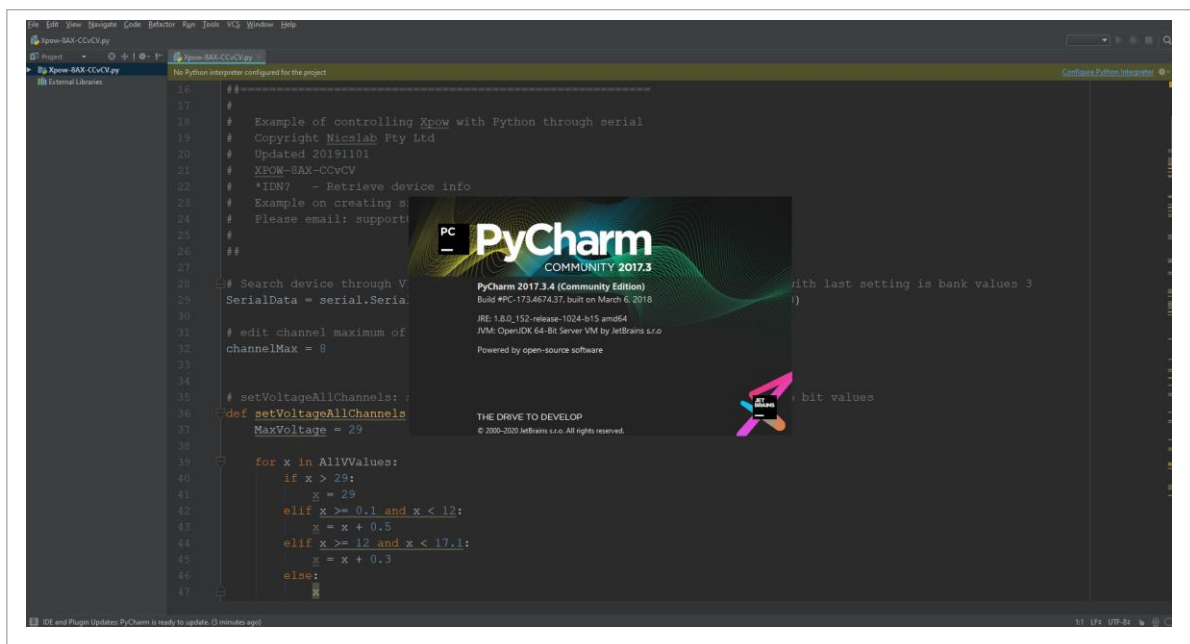 File Edit View Navigate Code Refactor Run Tools VCS Window Help
Xpow-8AX-CCvCV.py
Project
Xpow-8AX-CCvCV.py
Xpow-8AX-CCvCV.py
External Libraries
No Python interpreter configured for the project
Configure Python Interpreter
16 ##=========================================================
17 #
18 # Example of controlling Xpow with Python through serial
19 # Copyright Nicslab Pty Ltd
20 # Updated 20191101
21 # XPOW-8AX-CCvCV
22 # *IDN? - Retrieve device info
23 # Example on creating s
24 # Please email: support
25 #
26 ##
27
28 # Search device through V ith last setting is bank values 3
29 SerialData = serial.Seria )
30
31 # edit channel maximum of
32 channelMax = 8
33
34
35 # setVoltageAllChannels: s bit values
36 def setVoltageAllChannels
37 MaxVoltage = 29
38
39 for x in AllVValues:
40 if x > 29:
41 x = 29
42 elif x >= 0.1 and x < 12:
43 x = x + 0.5
44 elif x >= 12 and x < 17.1:
45 x = x + 0.3
46 else:
47 x
PC
PyCharm
COMMUNITY 2017.3
PyCharm 2017.3.4 (Community Edition)
Build #PC-173.4674.37, built on March 6, 2018
JRE: 1.8.0_152-release-1024-b15 amd64
JVM: OpenJDK 64-Bit Server VM by JetBrains s.r.o
Powered by open-source software
JET
BRAINS
THE DRIVE TO DEVELOP
© 2000–2020 JetBrains s.r.o. All rights reserved.
IDE and Plugin Updates: PyCharm is ready to update. (3 minutes ago)
1:1 LF÷ UTF-8÷